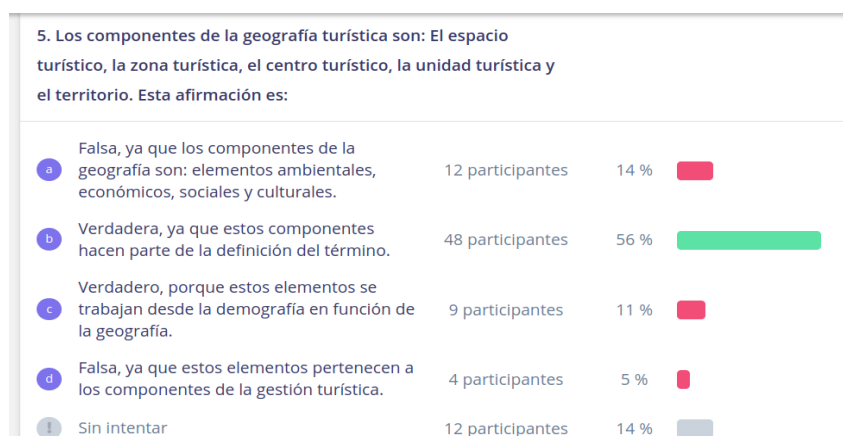 5. Los componentes de la geografía turística son: El espacio
turístico, la zona turística, el centro turístico, la unidad turística y
el territorio. Esta afirmación es:
a
Falsa, ya que los componentes de la
geografía son: elementos ambientales,
económicos, sociales y culturales.
12 participantes
14 %
b
Verdadera, ya que estos componentes
hacen parte de la definición del término.
48 participantes
56 %
c
Verdadero, porque estos elementos se
trabajan desde la demografía en función de
la geografía.
9 participantes
11 %
d
Falsa, ya que estos elementos pertenecen a
los componentes de la gestión turística.
4 participantes
5 %
!
Sin intentar
12 participantes
14 %